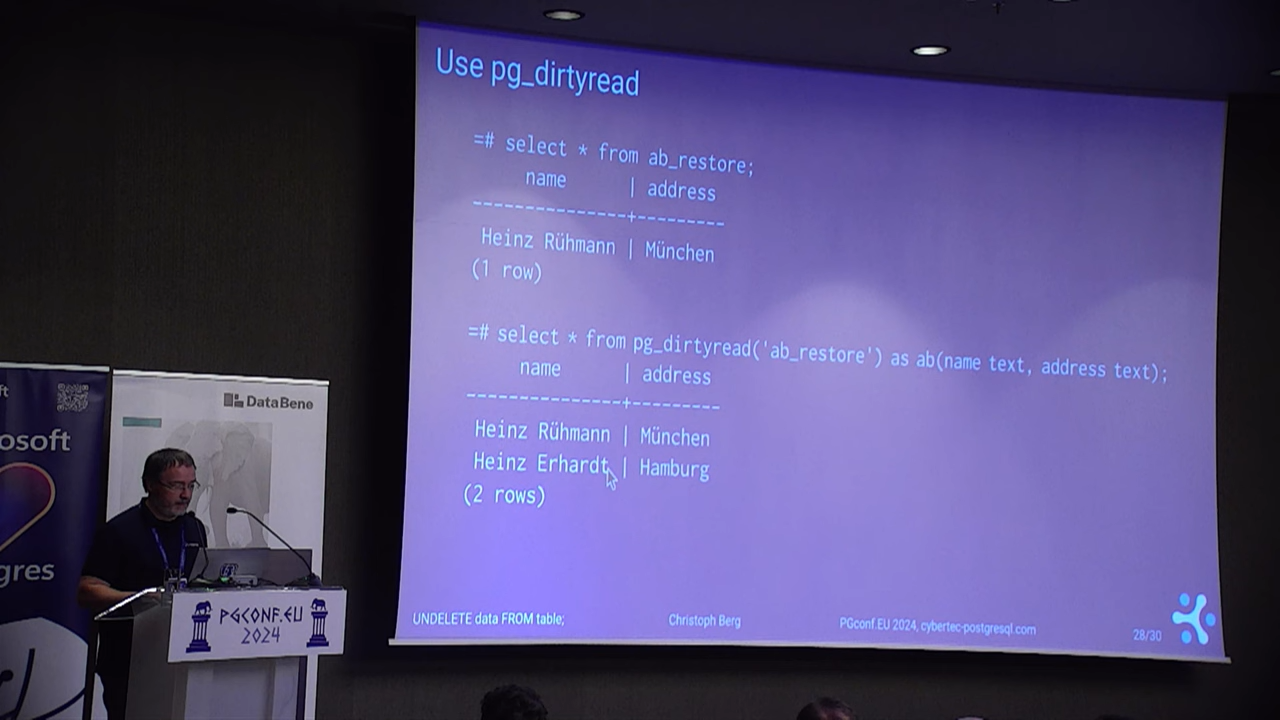 Use pg_dirtyread
=# select * from ab_restore;
name | address
---------------+---------
Heinz Rühmann | München
(1 row)
=# select * from pg_dirtyread('ab_restore') as ab(name text, address text);
name | address
---------------+---------
Heinz Rühmann | München
Heinz Erhardt | Hamburg
(2 rows)
UNDELETE data FROM table;
Christoph Berg
PGconf.EU 2024, cybertec-postgresql.com
28/30
DataBene
osoft
gres
PGCONF.EU
2024